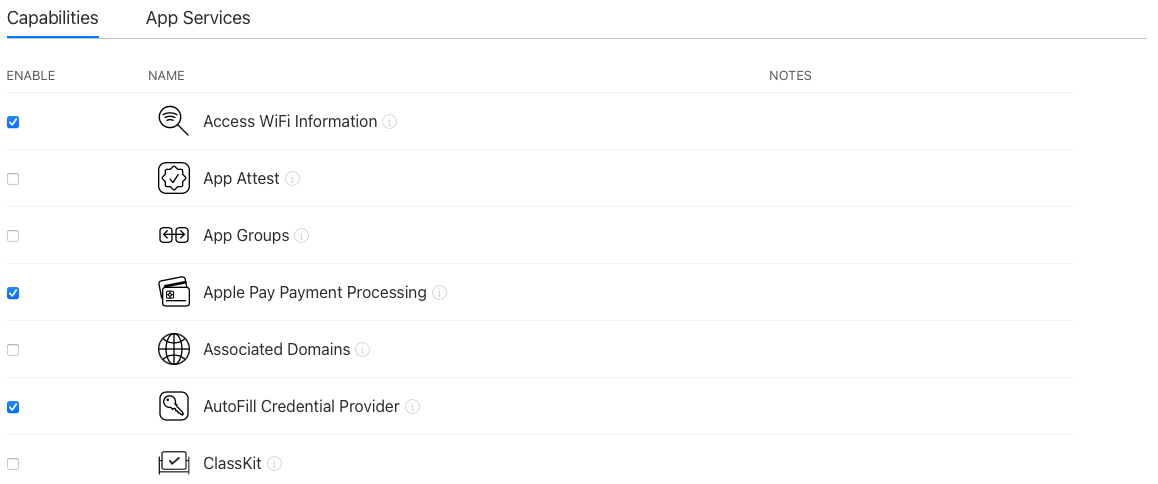 Capabilities App Services
ENABLE NAME NOTES
Access WiFi Information
App Attest
App Groups
Apple Pay Payment Processing
Associated Domains
AutoFill Credential Provider
ClassKit